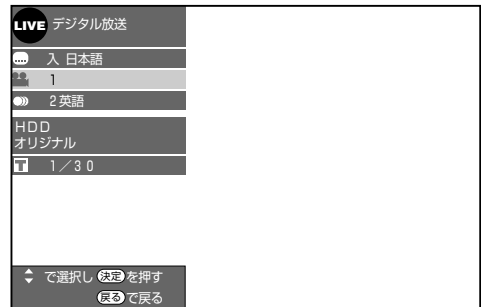 LIVE デジタル放送
入 日本語
1
2 英語
HDD
オリジナル
T 1／30
で選択し 決定 を押す
戻る で戻る